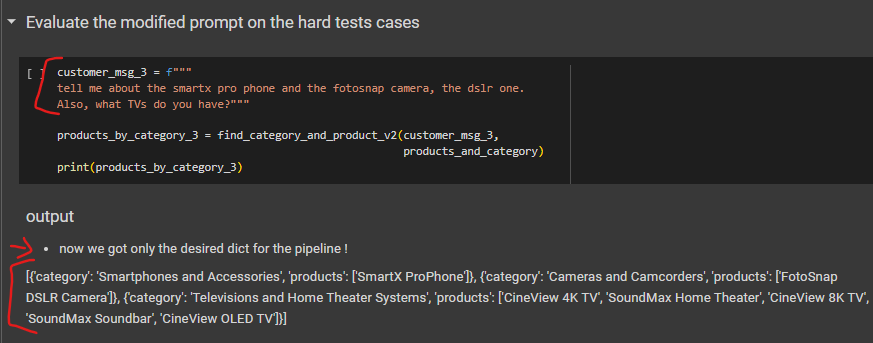 Evaluate the modified prompt on the hard tests cases
[ ] customer_msg_3 = f"""
tell me about the smartx pro phone and the fotosnap camera, the dslr one.
Also, what TVs do you have?"""
products_by_category_3 = find_category_and_product_v2(customer_msg_3,
products_and_category)
print(products_by_category_3)
output
• now we got only the desired dict for the pipeline !
[{'category': 'Smartphones and Accessories', 'products': ['SmartX ProPhone']}, {'category': 'Cameras and Camcorders', 'products': ['FotoSnap
DSLR Camera']}, {'category': 'Televisions and Home Theater Systems', 'products': ['CineView 4K TV', 'SoundMax Home Theater', 'CineView 8K TV',
'SoundMax Soundbar', 'CineView OLED TV']}]